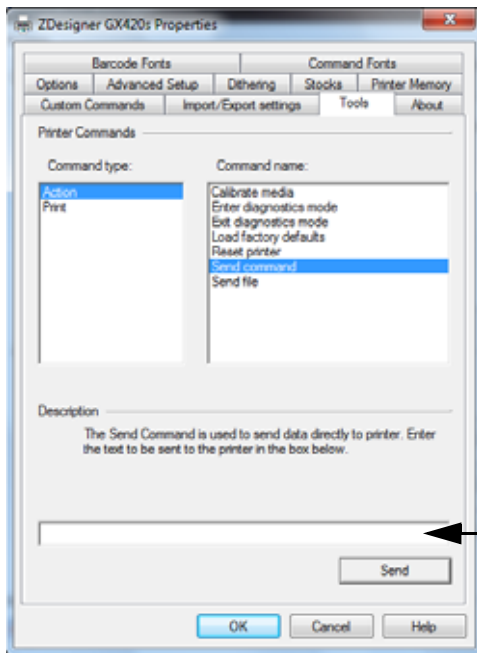 ZDesigner GX420s Properties
Barcode Fonts Command Fonts
Options Advanced Setup Dithering Stocks Printer Memory
Custom Commands Import/Export settings Tools About
Printer Commands
Command type: Command name:
Action
Print
Calibrate media
Enter diagnostics mode
Exit diagnostics mode
Load factory defaults
Reset printer
Send command
Send file
Description
The Send Command is used to send data directly to printer. Enter
the text to be sent to the printer in the box below.
Send
OK Cancel Help